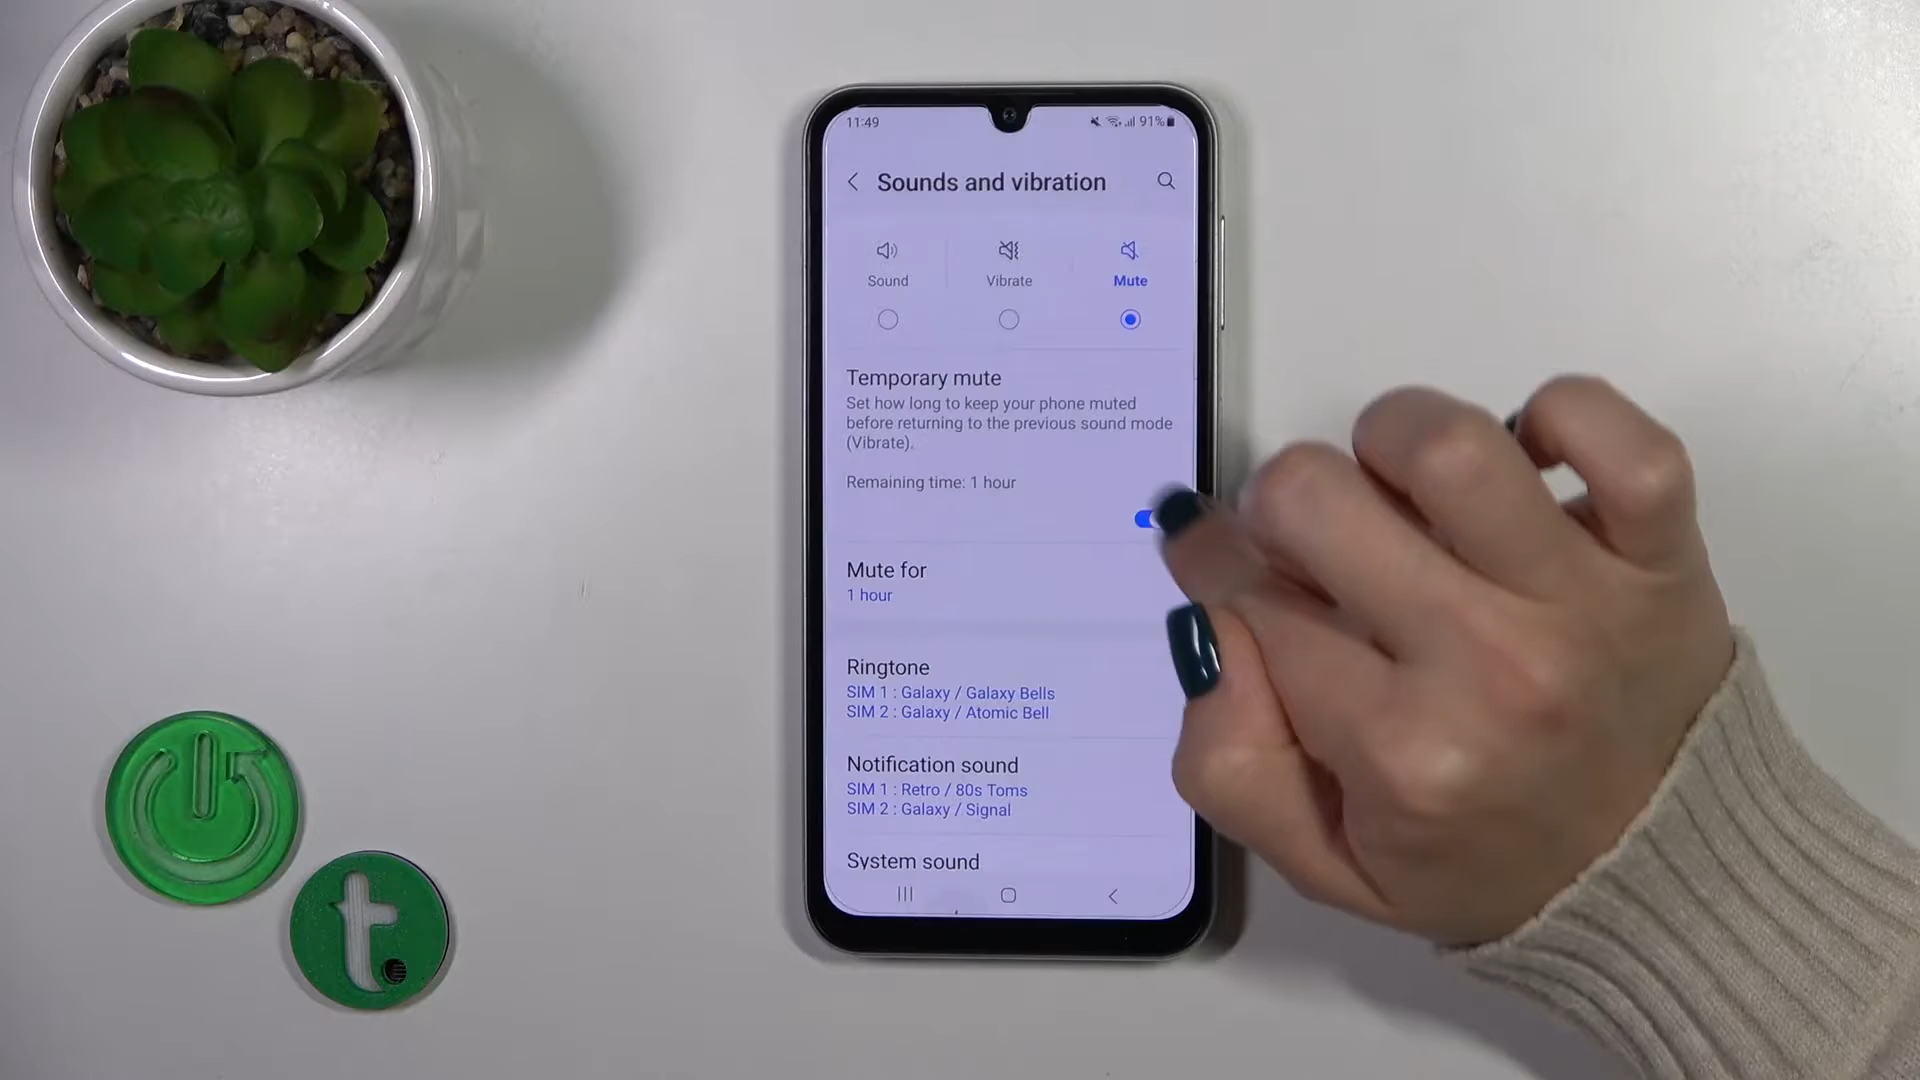 11:49
91%
Sounds and vibration
Sound
Vibrate
Mute
Temporary mute
Set how long to keep your phone muted
before returning to the previous sound mode
(Vibrate).
Remaining time: 1 hour
Mute for
1 hour
Ringtone
SIM 1 : Galaxy / Galaxy Bells
SIM 2 : Galaxy / Atomic Bell
Notification sound
SIM 1 : Retro / 80s Toms
SIM 2 : Galaxy / Signal
System sound
t.